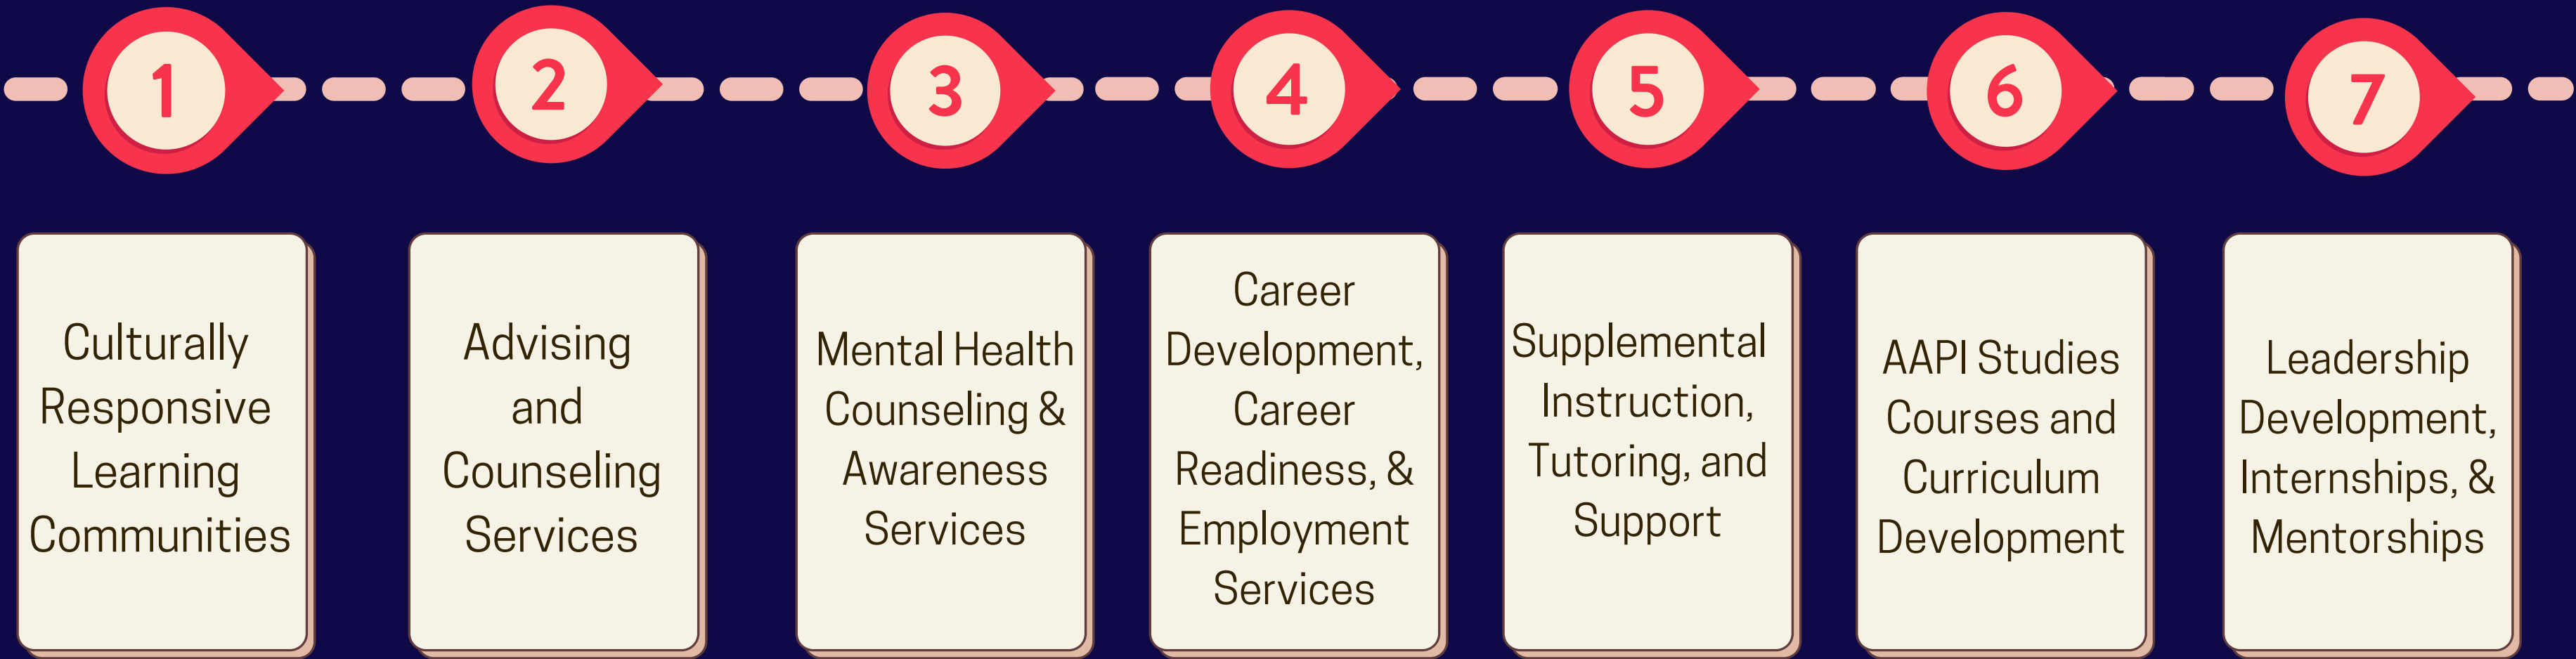 1
2
3
4
5
6
7
Culturally
Responsive
Learning
Communities
Advising
and
Counseling
Services
Mental Health
Counseling &
Awareness
Services
Career
Development,
Career
Readiness, &
Employment
Services
Supplemental
Instruction,
Tutoring, and
Support
AAPI Studies
Courses and
Curriculum
Development
Leadership
Development,
Internships, &
Mentorships